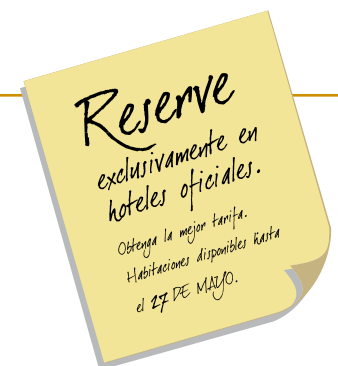 Reserve
exclusivamente en
hoteles oficiales.
Obtenga la mejor tarifa.
Habitaciones disponibles hasta
el 27 DE MAYO.